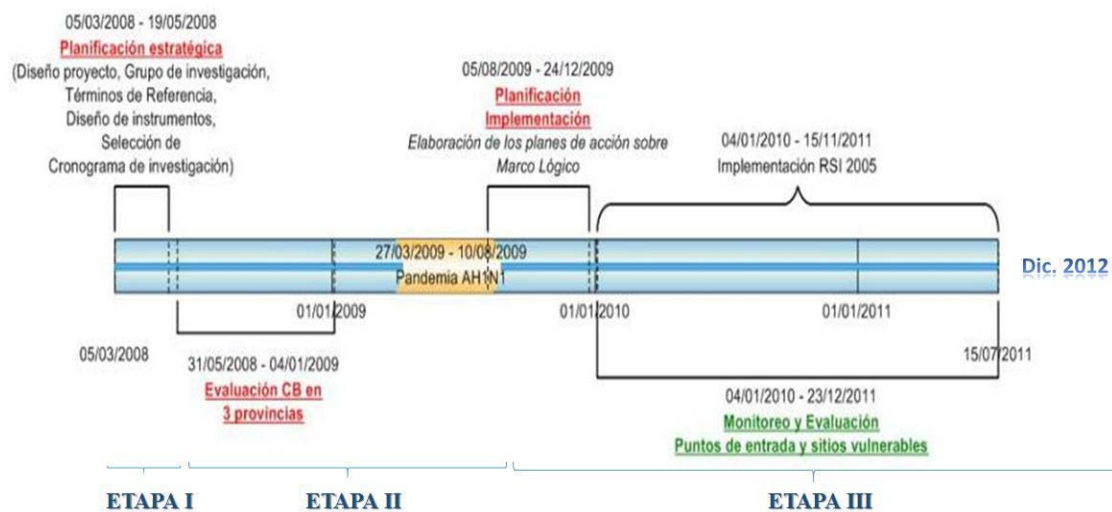 05/03/2008 - 19/05/2008
Planificación estratégica
(Diseño proyecto, Grupo de investigación,
Términos de Referencia,
Diseño de instrumentos,
Selección de
Cronograma de investigación)
05/08/2009 - 24/12/2009
Planificación
Implementación
Elaboración de los planes de acción sobre
Marco Lógico
04/01/2010 - 15/11/2011
Implementación RSI 2005
27/03/2009 - 10/08/2009
Pandemia AH1N1
Dic. 2012
01/01/2009
01/01/2010
01/01/2011
05/03/2008
15/07/2011
31/05/2008 - 04/01/2009
Evaluación CB en
3 provincias
04/01/2010 - 23/12/2011
Monitoreo y Evaluación
Puntos de entrada y sitios vulnerables
ETAPA I
ETAPA II
ETAPA III